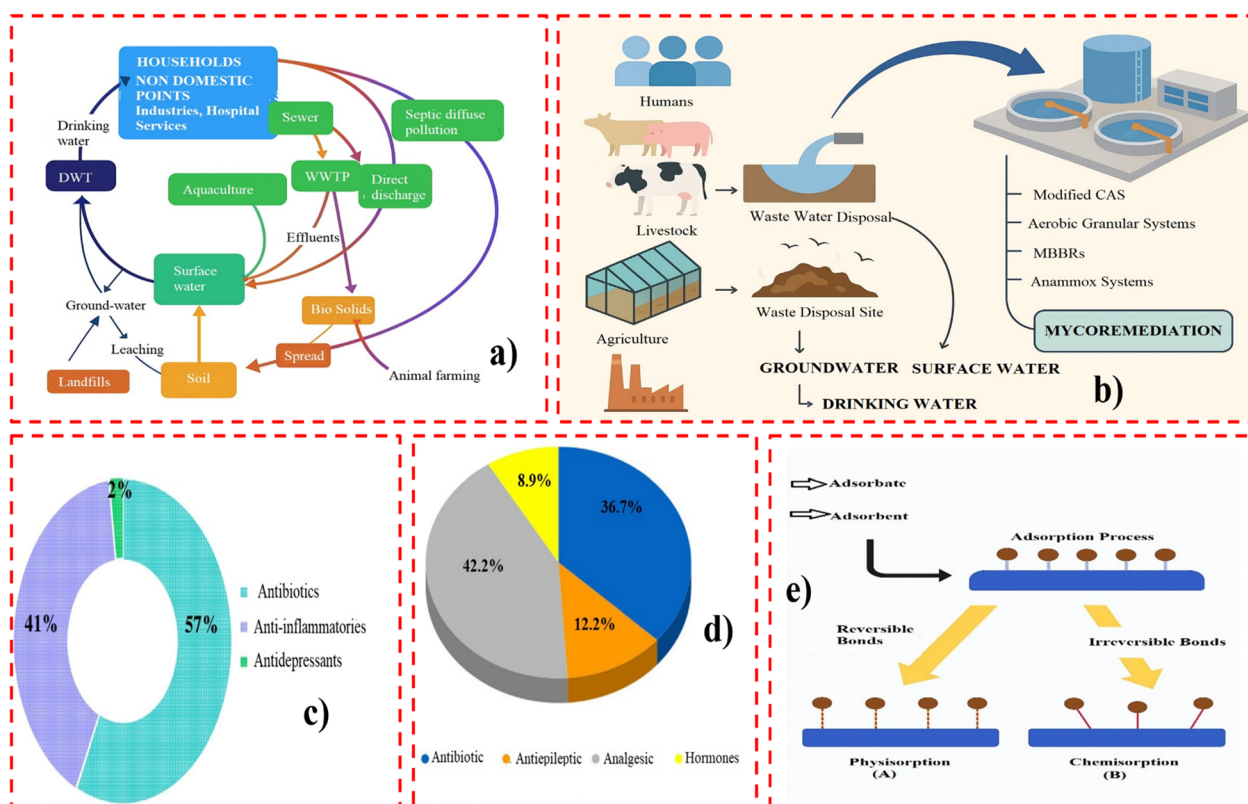 HOUSEHOLDS
NON DOMESTIC
POINTS
Industries, Hospital
Services
Drinking
water
Sewer
Septic diffuse
pollution
DWT
Aquaculture
WWTP
Direct
discharge
Effluents
Surface
water
Ground-water
Bio Solids
Leaching
Spread
Landfills
Soil
Animal farming
a)
Humans
Livestock
Waste Water Disposal
Agriculture
Waste Disposal Site
GROUNDWATER
SURFACE WATER
DRINKING WATER
Modified CAS
Aerobic Granular Systems
MBBRs
Anammox Systems
MYCOREMEDIATION
b)
2%
41%
57%
Antibiotics
Anti-inflammatories
Antidepressants
c)
8.9%
36.7%
42.2%
12.2%
d)
Antibiotic
Antiepileptic
Analgesic
Hormones
Adsorbate
Adsorbent
Adsorption Process
e)
Reversible
Bonds
Irreversible Bonds
Physisorption
(A)
Chemisorption
(B)